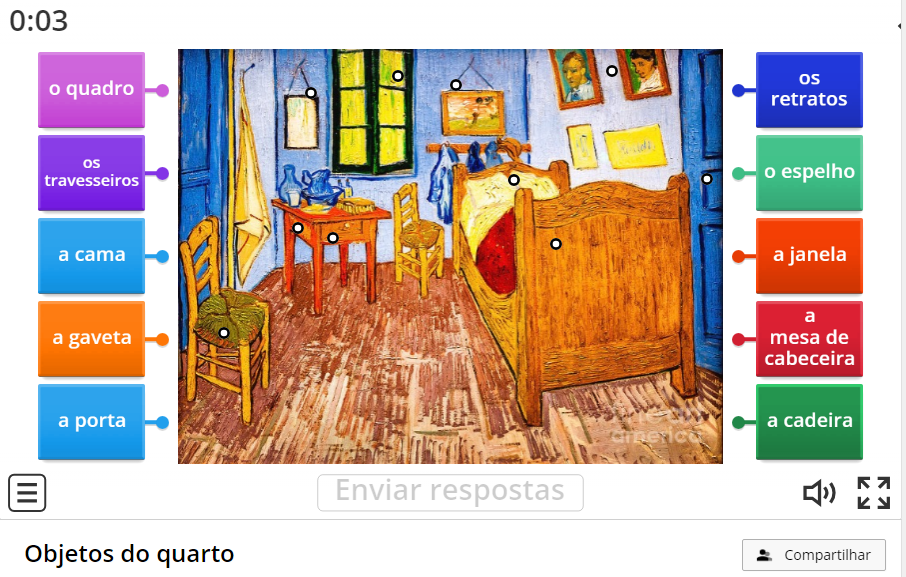 0:03
o quadro
os
travesseiros
a cama
a gaveta
a porta
os
retratos
o espelho
a janela
a
mesa de
cabeceira
a cadeira
america
Enviar respostas
Objetos do quarto
Compartilhar